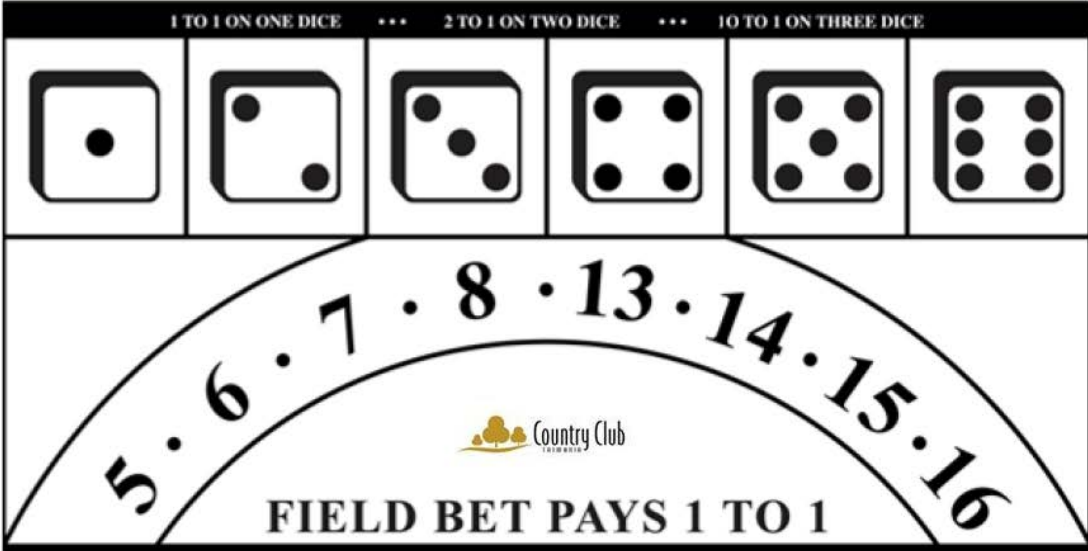 1 TO 1 ON ONE DICE ••• 2 TO 1 ON TWO DICE ••• 10 TO 1 ON THREE DICE
5 • 6 • 7 • 8 • 13 • 14 • 15 • 16
Country Club
TASMANIA
FIELD BET PAYS 1 TO 1